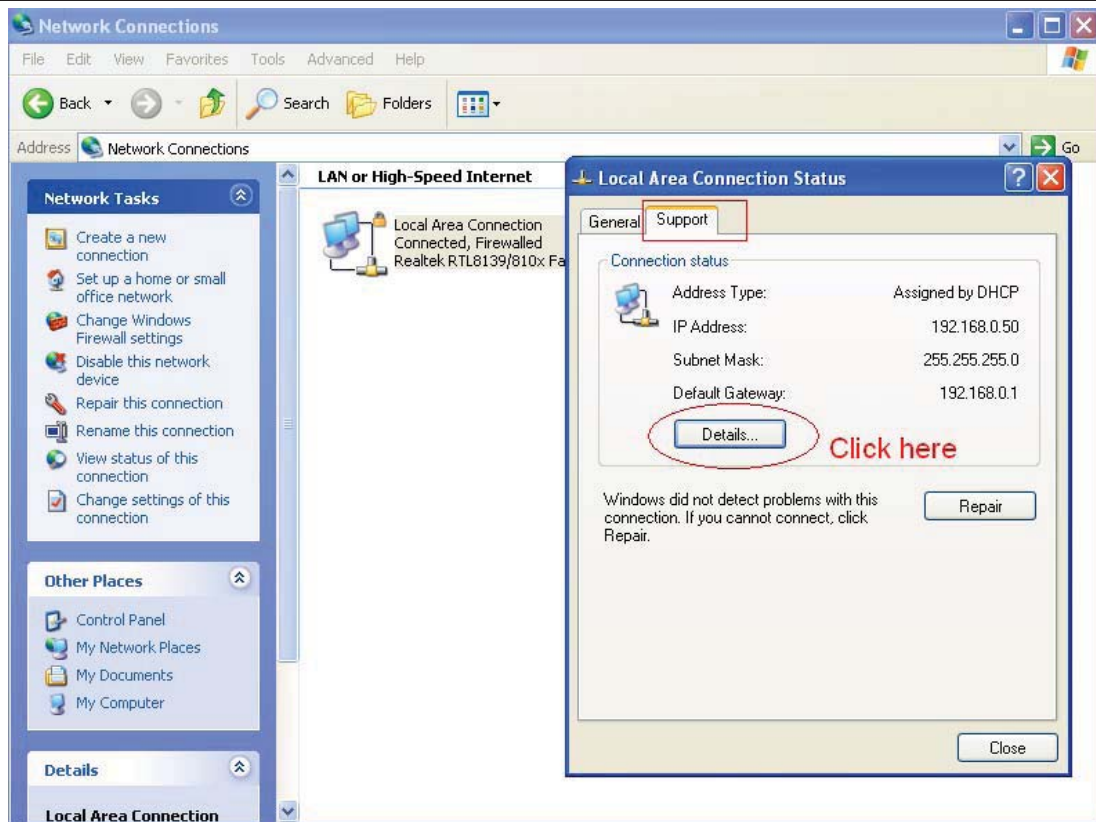 Network Connections
File Edit View Favorites Tools Advanced Help
Back Search Folders
Address Network Connections Go
Network Tasks
Create a new
connection
Set up a home or small
office network
Change Windows
Firewall settings
Disable this network
device
Repair this connection
Rename this connection
View status of this
connection
Change settings of this
connection
Other Places
Control Panel
My Network Places
My Documents
My Computer
Details
Local Area Connection
LAN or High-Speed Internet
Local Area Connection
Connected, Firewalled
Realtek RTL8139/810x Fa
Local Area Connection Status
General Support
Connection status
Address Type: Assigned by DHCP
IP Address: 192.168.0.50
Subnet Mask: 255.255.255.0
Default Gateway: 192.168.0.1
Details...
Click here
Windows did not detect problems with this
connection. If you cannot connect, click
Repair.
Repair
Close